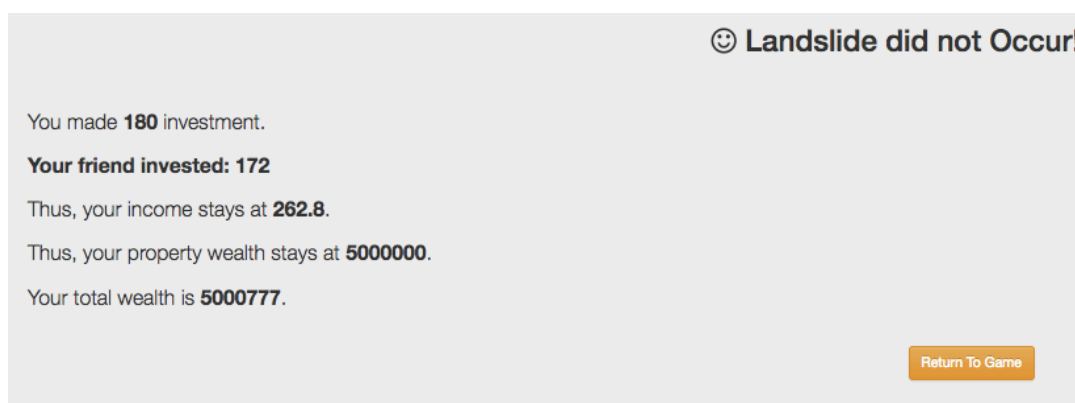 ☺ Landslide did not Occur!
You made 180 investment.
Your friend invested: 172
Thus, your income stays at 262.8.
Thus, your property wealth stays at 5000000.
Your total wealth is 5000777.
Return To Game